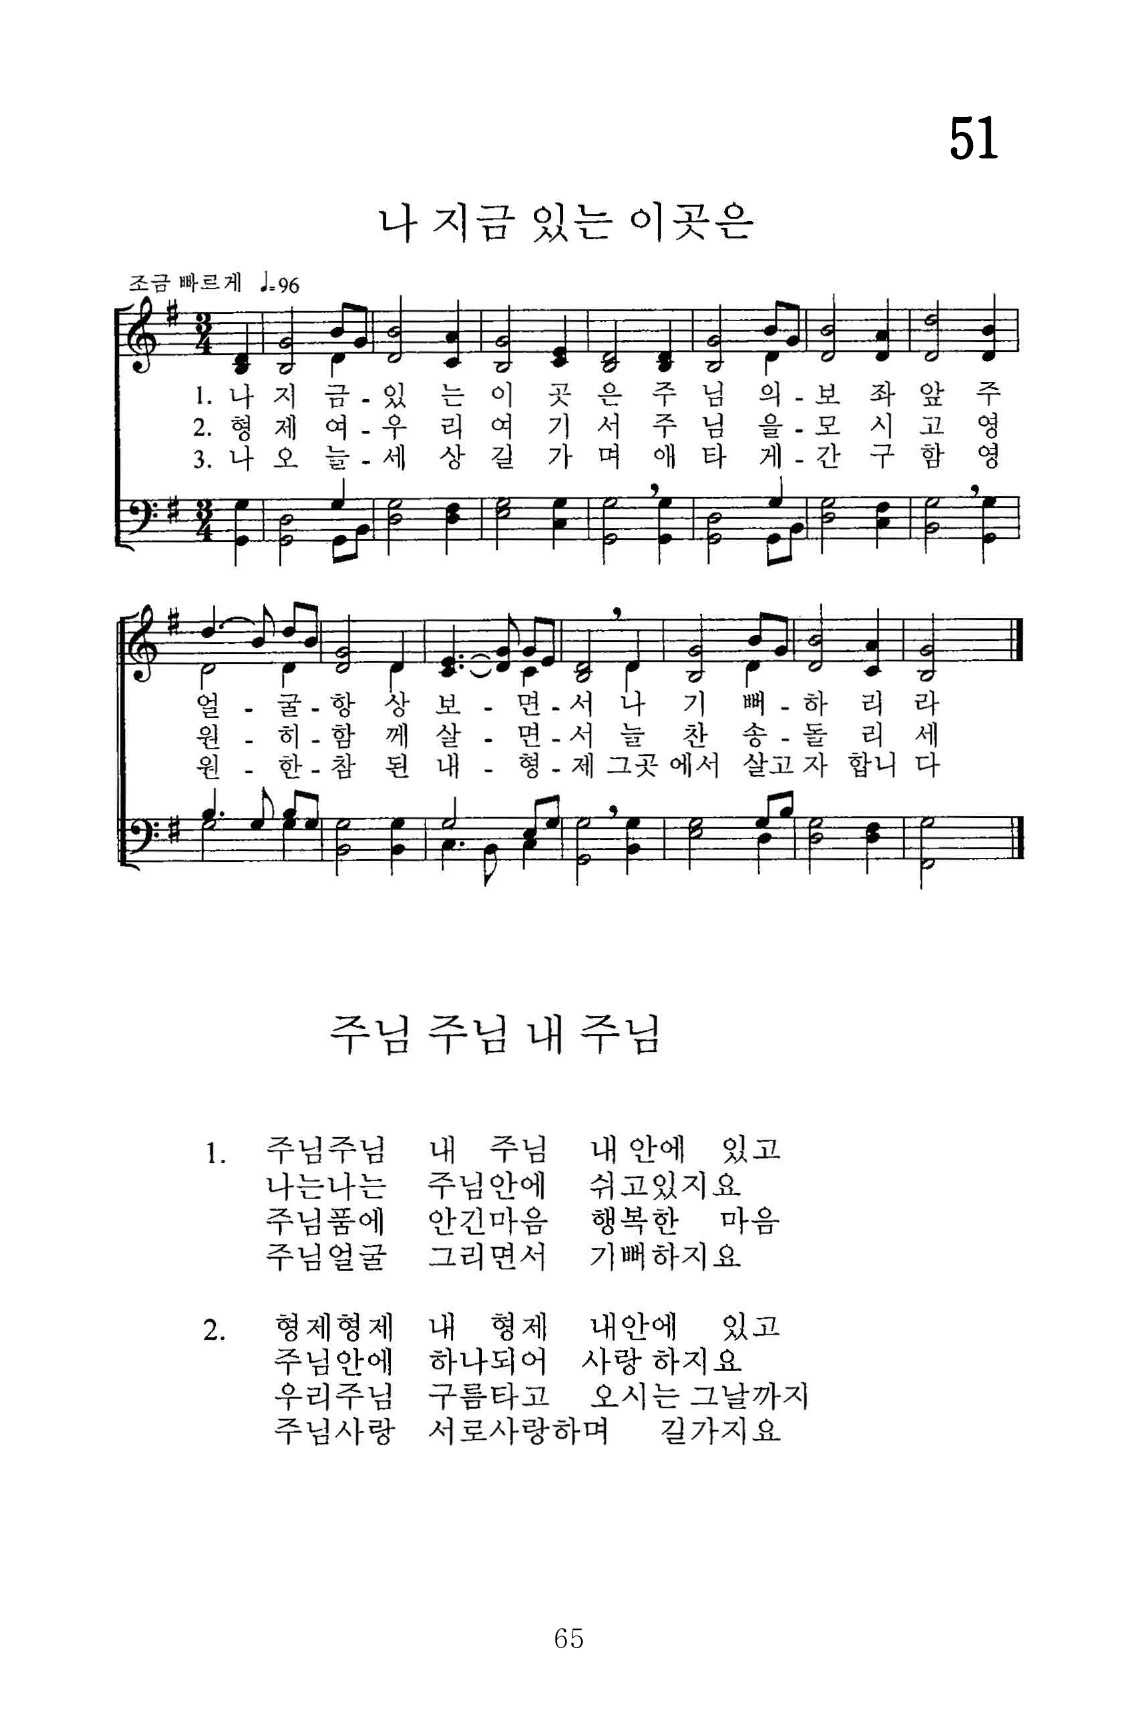 51
나 지금 있는 이곳은
조금 빠르게 ♩=96
1. 나 지 금 - 있 는 이 곳 은 주 님 의 - 보 좌 앞 주
2. 형 제 여 - 우 리 여 기 서 주 님 을 - 모 시 고 영
3. 나 오 늘 - 세 상 길 가 며 애 타 게 - 간 구 함 영
얼 - 굴 - 항 상 보 - 면 - 서 나 기 뻐 - 하 리 라
원 - 히 - 함 께 살 - 면 - 서 늘 찬 송 - 돌 리 세
원 - 한 - 참 된 내 - 형 - 제 그곳 에서 살고 자 합니 다
주님 주님 내 주님
1. 주님주님 내 주님 내 안에 있고
나는나는 주님안에 쉬고있지요
주님품에 안긴마음 행복한 마음
주님얼굴 그리면서 기뻐하지요
2. 형제형제 내 형제 내안에 있고
주님안에 하나되어 사랑 하지요
우리주님 구름타고 오시는 그날까지
주님사랑 서로사랑하며 길가지요
65